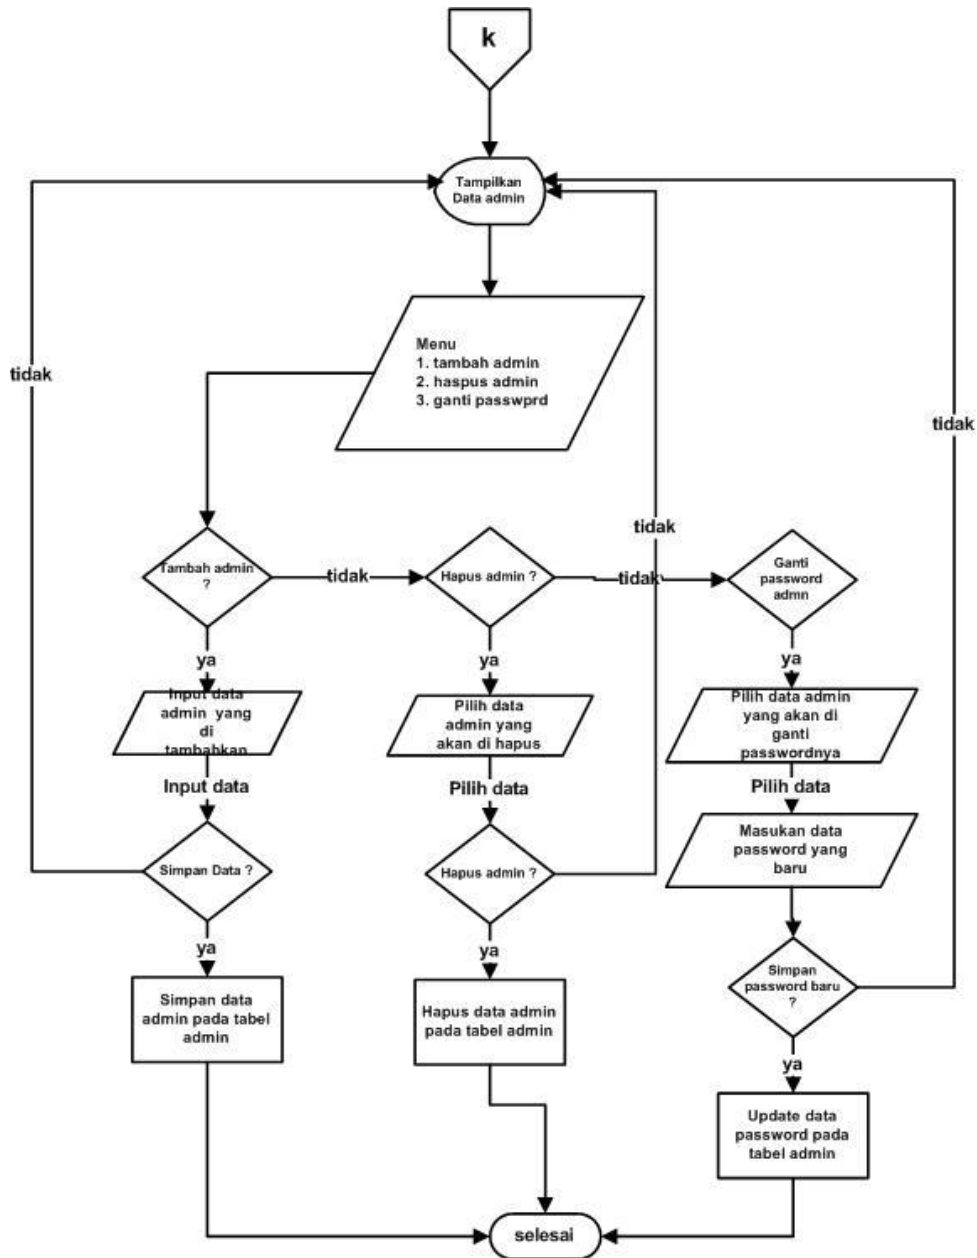 k
Tampilkan
Data admin
Menu
1. tambah admin
2. haspus admin
3. ganti passwprd
tidak
tidak
tidak
Tambah admin
?
tidak
Hapus admin ?
tidak
Ganti
password
admn
ya
ya
ya
Input data
admin yang
di
tambahkan
Pilih data
admin yang
akan di hapus
Pilih data admin
yang akan di
ganti
passwordnya
Input data
Pilih data
Pilih data
Masukan data
password yang
baru
Simpan Data ?
Hapus admin ?
ya
ya
Simpan
password baru
?
Simpan data
admin pada tabel
admin
Hapus data admin
pada tabel admin
ya
Update data
password pada
tabel admin
selesai